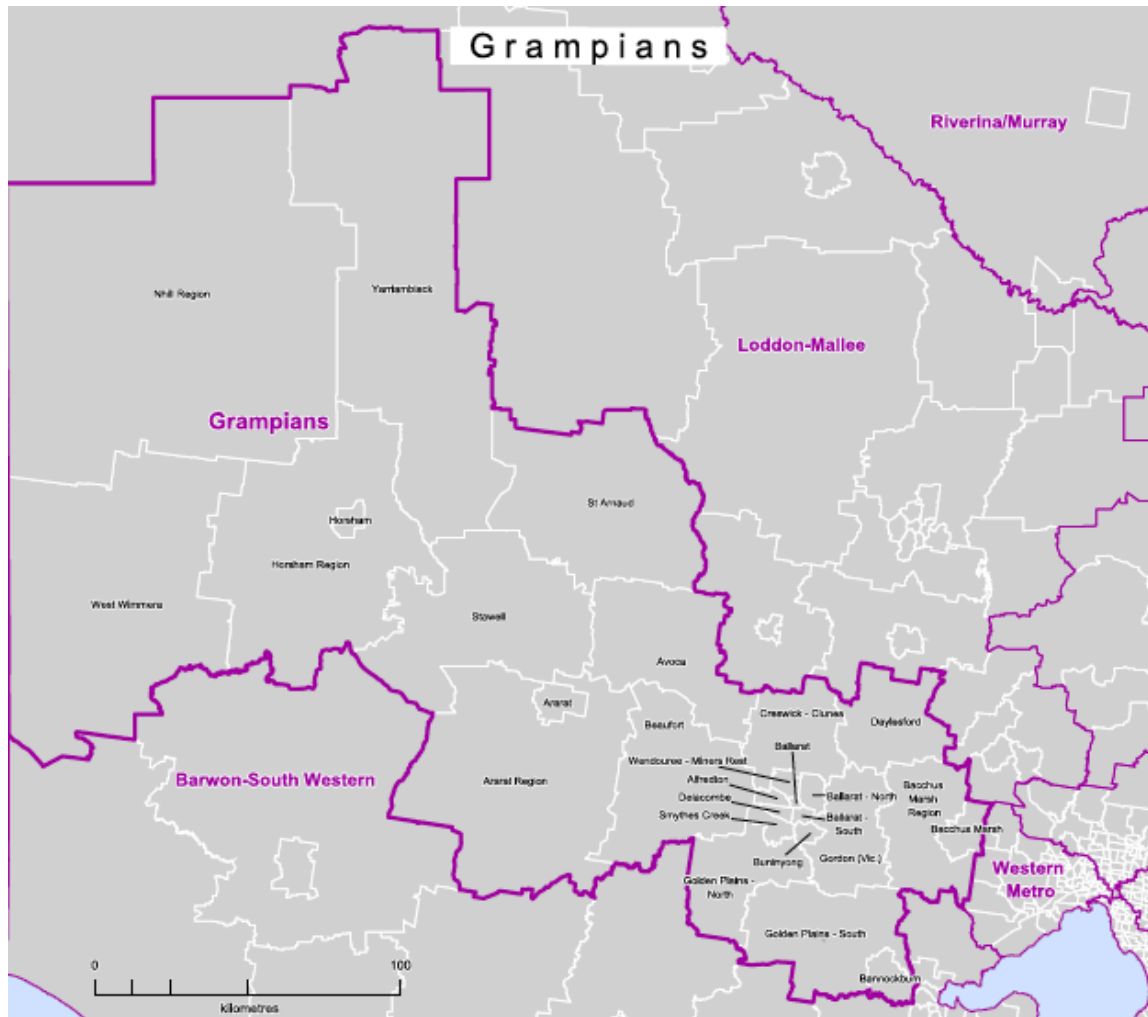 Grampians
Riverina/Murray
Nhill Region
Yarriambiack
Loddon-Mallee
Grampians
St Arnaud
Horsham
Horsham Region
West Wimmera
Stawell
Avoca
Ararat
Beaufort
Creswick - Clunes
Daylesford
Ballarat
Wendouree - Miners Rest
Barwon-South Western
Ararat Region
Alfredton
Delacombe
Smythes Creek
Ballarat - North
Ballarat -
South
Bacchus
Marsh
Region
Bacchus Marsh
Buninyong
Gordon (Vic.)
Western
Metro
Golden Plains -
North
Golden Plains - South
Bannockburn
0
100
kilometres